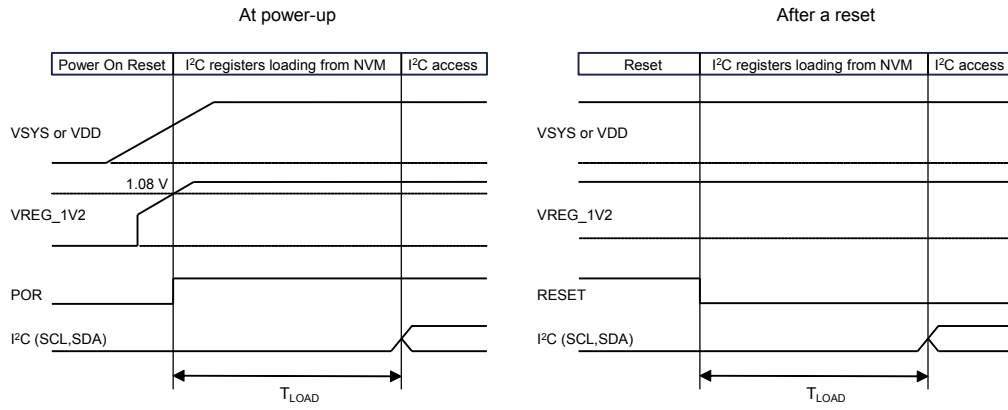 At power-up
Power On Reset I²C registers loading from NVM I²C access
VSYS or VDD
1.08 V
VREG_1V2
POR
I²C (SCL,SDA)
T_LOAD
After a reset
Reset I²C registers loading from NVM I²C access
VSYS or VDD
VREG_1V2
RESET
I²C (SCL,SDA)
T_LOAD